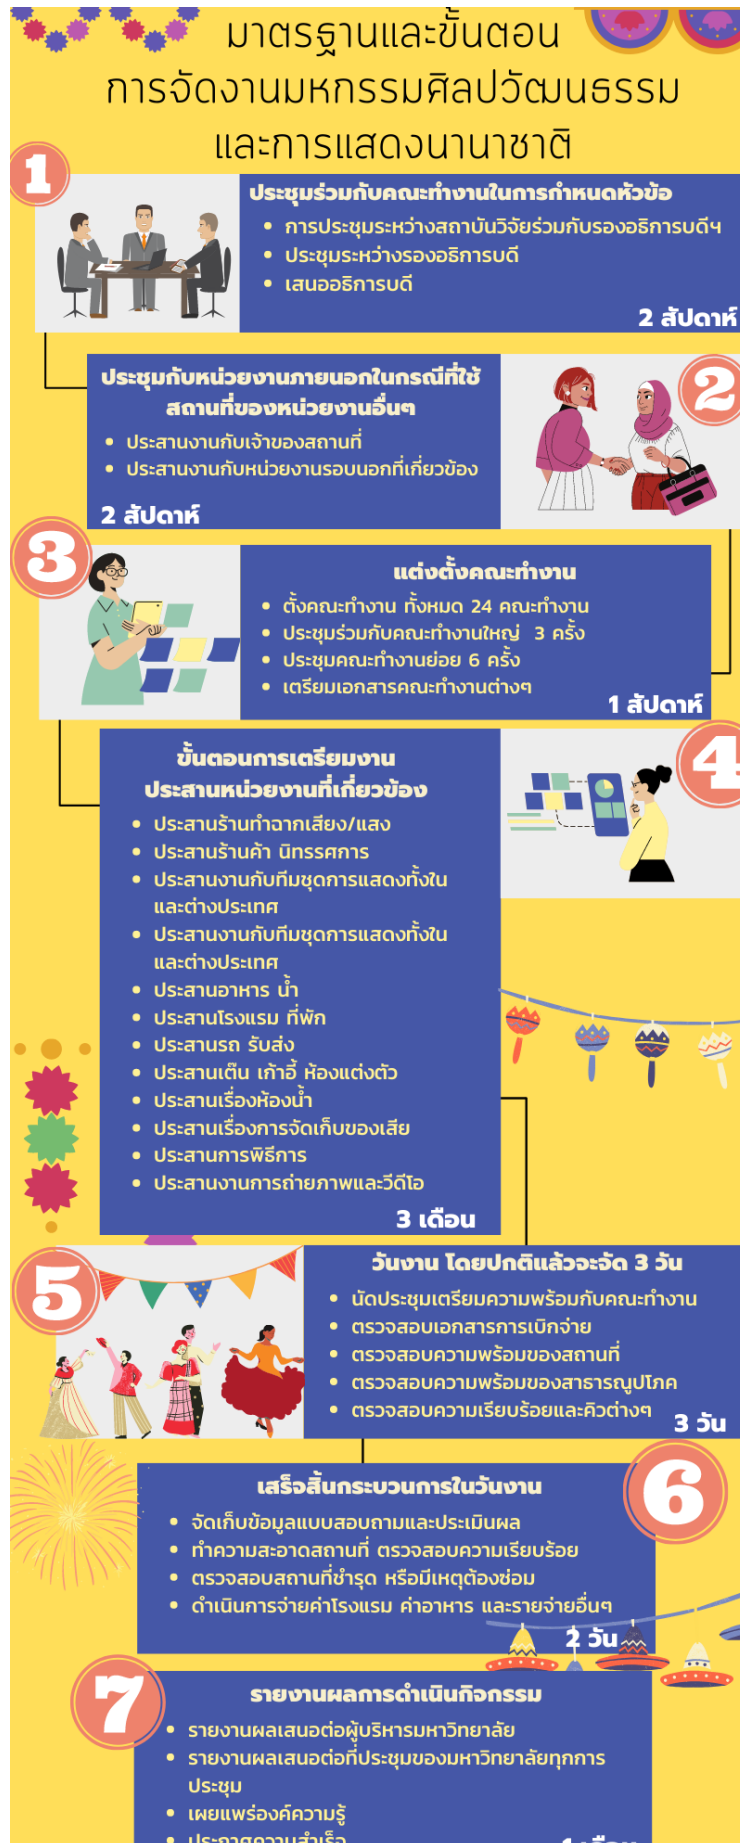 มาตรฐานและขั้นตอน
การจัดงานมหกรรมศิลปวัฒนธรรม
และการแสดงนานาชาติ
1
ประชุมร่วมกับคณะทำงานในการกำหนดหัวข้อ
• การประชุมระหว่างสถาบันวิจัยร่วมกับรองอธิการบดีฯ
• ประชุมระหว่างรองอธิการบดี
• เสนออธิการบดี
2 สัปดาห์
2
ประชุมกับหน่วยงานภายนอกในกรณีที่ใช้
สถานที่ของหน่วยงานอื่นๆ
• ประสานงานกับเจ้าของสถานที่
• ประสานงานกับหน่วยงานรอบนอกที่เกี่ยวข้อง
2 สัปดาห์
3
แต่งตั้งคณะทำงาน
• ตั้งคณะทำงาน ทั้งหมด 24 คณะทำงาน
• ประชุมร่วมกับคณะทำงานใหญ่ 3 ครั้ง
• ประชุมคณะทำงานย่อย 6 ครั้ง
• เตรียมเอกสารคณะทำงานต่างๆ
1 สัปดาห์
4
ขั้นตอนการเตรียมงาน
ประสานหน่วยงานที่เกี่ยวข้อง
• ประสานร้านทำฉากเสียง/แสง
• ประสานร้านค้า นิทรรศการ
• ประสานงานกับทีมชุดการแสดงทั้งใน
และต่างประเทศ
• ประสานงานกับทีมชุดการแสดงทั้งใน
และต่างประเทศ
• ประสานอาหาร น้ำ
• ประสานโรงแรม ที่พัก
• ประสานรถ รับส่ง
• ประสานเต๊น เก้าอี้ ห้องแต่งตัว
• ประสานเรื่องห้องน้ำ
• ประสานเรื่องการจัดเก็บของเสีย
• ประสานการพิธีการ
• ประสานงานการถ่ายภาพและวีดีโอ
3 เดือน
5
วันงาน โดยปกติแล้วจะจัด 3 วัน
• นัดประชุมเตรียมความพร้อมกับคณะทำงาน
• ตรวจสอบเอกสารการเบิกจ่าย
• ตรวจสอบความพร้อมของสถานที่
• ตรวจสอบความพร้อมของสาธารณูปโภค
• ตรวจสอบความเรียบร้อยและคิวต่างๆ
3 วัน
6
เสร็จสิ้นกระบวนการในวันงาน
• จัดเก็บข้อมูลแบบสอบถามและประเมินผล
• ทำความสะอาดสถานที่ ตรวจสอบความเรียบร้อย
• ตรวจสอบสถานที่ชำรุด หรือมีเหตุต้องซ่อม
• ดำเนินการจ่ายค่าโรงแรม ค่าอาหาร และรายจ่ายอื่นๆ
2 วัน
7
รายงานผลการดำเนินกิจกรรม
• รายงานผลเสนอต่อผู้บริหารมหาวิทยาลัย
• รายงานผลเสนอต่อที่ประชุมของมหาวิทยาลัยทุกการ
ประชุม
• เผยแพร่องค์ความรู้
• ประกาศความสำเร็จ
1 เดือน